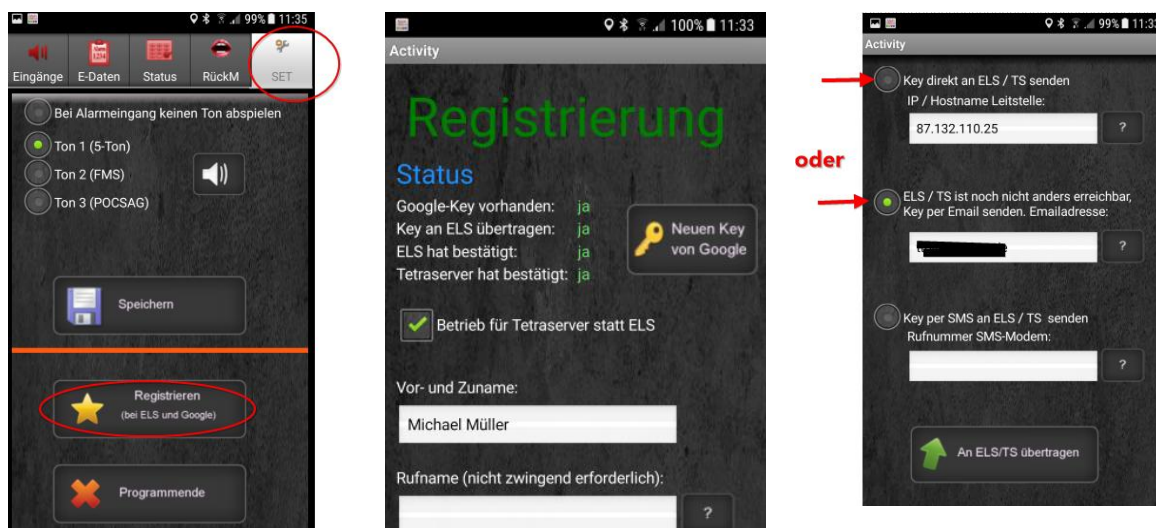 99% 11:35
Eingänge E-Daten Status RückM SET
Bei Alarmeingang keinen Ton abspielen
Ton 1 (5-Ton)
Ton 2 (FMS)
Ton 3 (POCSAG)
Speichern
Registrieren
(bei ELS und Google)
Programmende
100% 11:33
Activity
Registrierung
Status
Google-Key vorhanden: ja
Key an ELS übertragen: ja
ELS hat bestätigt: ja
Tetraserver hat bestätigt: ja
Neuen Key
von Google
Betrieb für Tetraserver statt ELS
Vor- und Zuname:
Michael Müller
Rufname (nicht zwingend erforderlich):
?
oder
99% 11:33
Activity
Key direkt an ELS / TS senden
IP / Hostname Leitstelle:
87.132.110.25 ?
ELS / TS ist noch nicht anders erreichbar,
Key per Email senden. Emailadresse:
?
Key per SMS an ELS / TS senden
Rufnummer SMS-Modem:
?
An ELS/TS übertragen